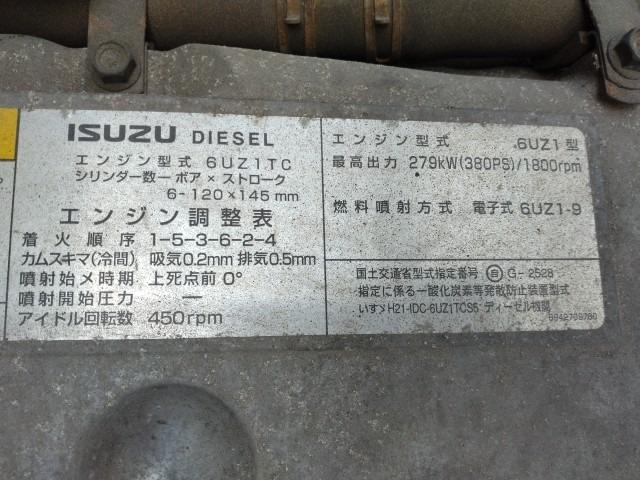 ISUZU DIESEL
エンジン型式 6UZ1TC
シリンダー数－ボア × ストローク
6－120×145mm
エンジン調整表
着火順序 1-5-3-6-2-4
カムスキマ(冷間) 吸気0.2mm 排気0.5mm
噴射始メ時期 上死点前 0°
噴射開始圧力 ―
アイドル回転数 450rpm
エンジン型式 6UZ1型
最高出力 279kW(380PS)/1800rpm
燃料噴射方式 電子式 6UZ1-9
国土交通省型式指定番号 自 G-2528
指定に係る一酸化炭素等発散防止装置型式
いすゞH21-IDC-6UZ1TCS5 ディーゼル機関